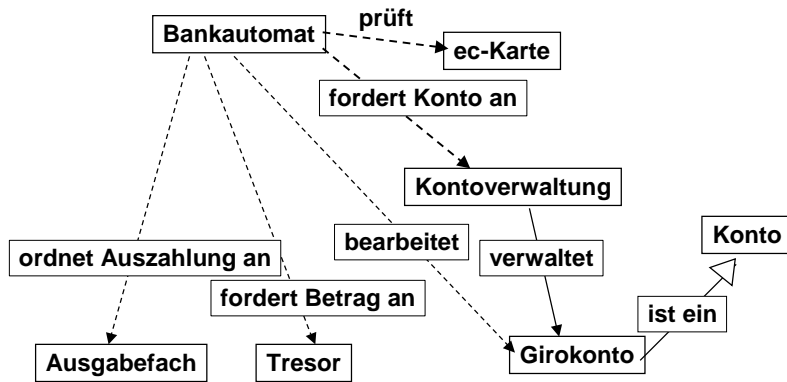 prüft
Bankautomat
ec-Karte
fordert Konto an
Kontoverwaltung
Konto
ordnet Auszahlung an
bearbeitet
verwaltet
fordert Betrag an
ist ein
Ausgabefach
Tresor
Girokonto